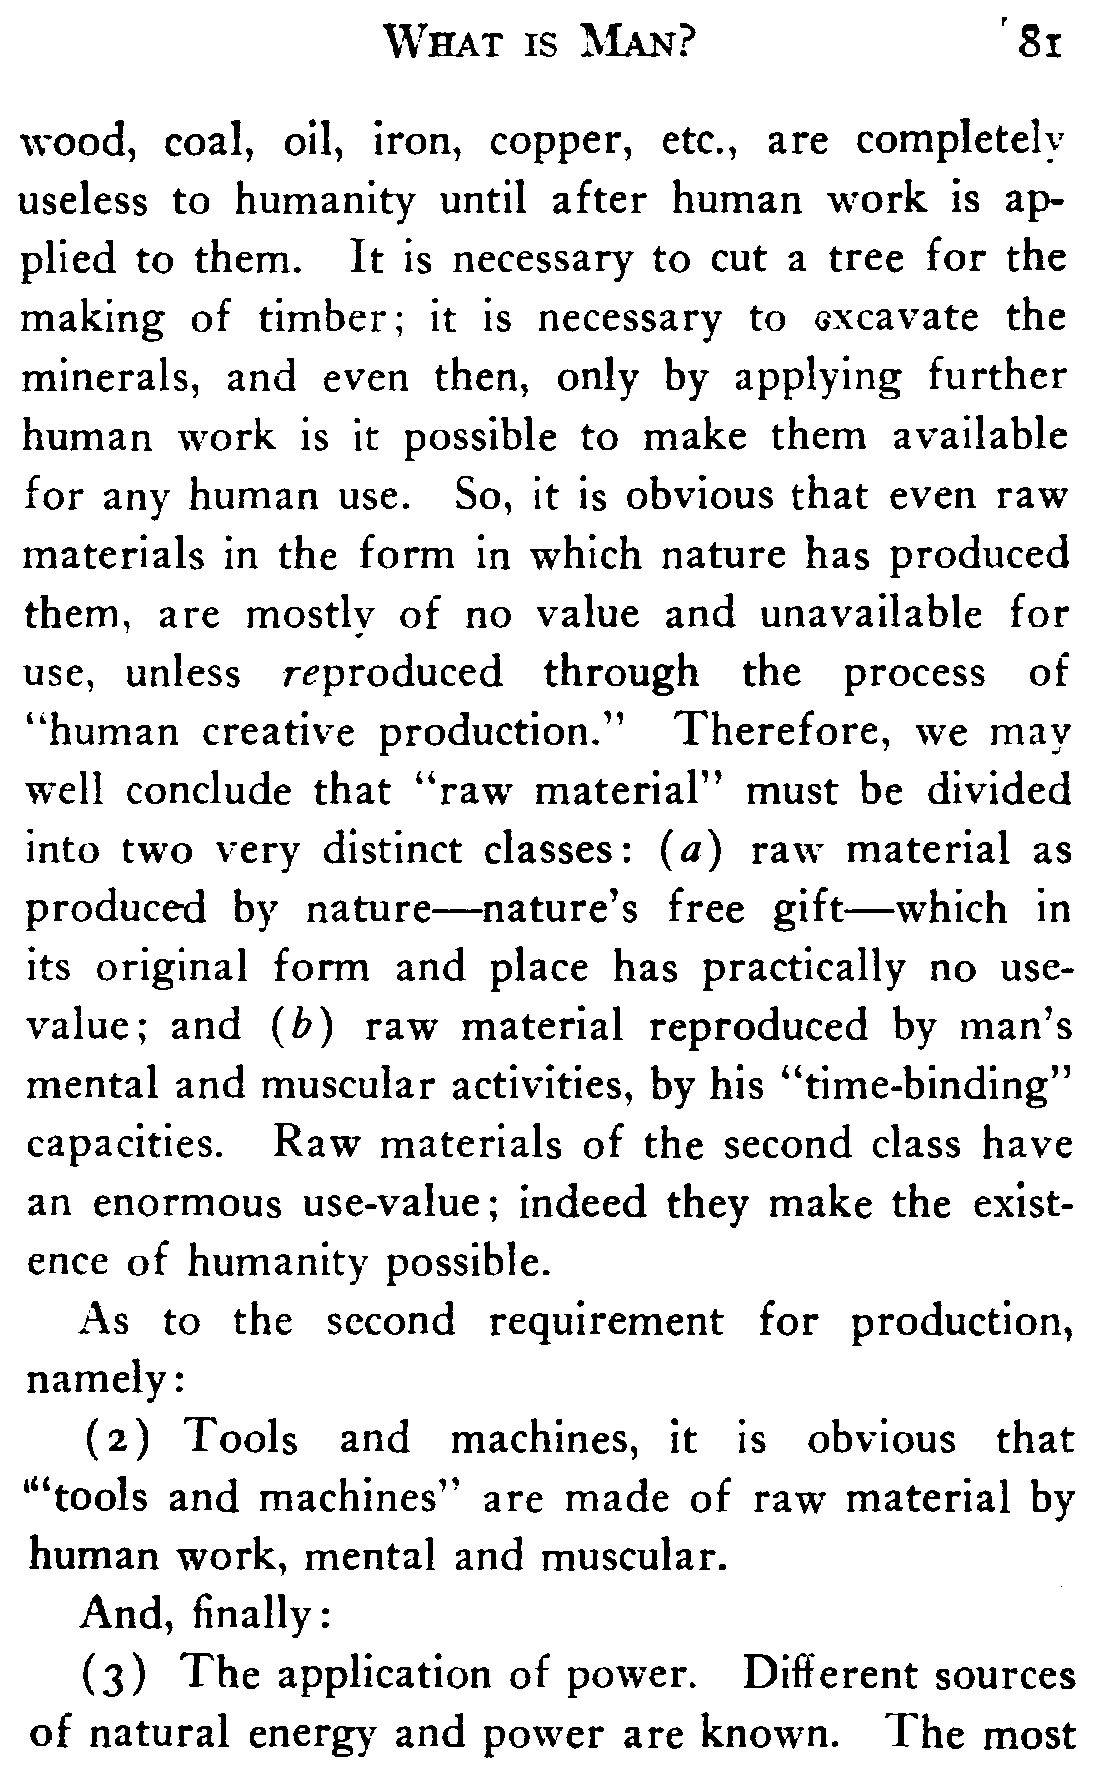 What is Man? 81
wood, coal, oil, iron, copper, etc., are completely
useless to humanity until after human work is ap-
plied to them. It is necessary to cut a tree for the
making of timber; it is necessary to excavate the
minerals, and even then, only by applying further
human work is it possible to make them available
for any human use. So, it is obvious that even raw
materials in the form in which nature has produced
them, are mostly of no value and unavailable for
use, unless reproduced through the process of
“human creative production.” Therefore, we may
well conclude that “raw material” must be divided
into two very distinct classes: (a) raw material as
produced by nature—nature’s free gift—which in
its original form and place has practically no use-
value; and (b) raw material reproduced by man’s
mental and muscular activities, by his “time-binding”
capacities. Raw materials of the second class have
an enormous use-value; indeed they make the exist-
ence of humanity possible.
As to the second requirement for production,
namely:
(2) Tools and machines, it is obvious that
“tools and machines” are made of raw material by
human work, mental and muscular.
And, finally:
(3) The application of power. Different sources
of natural energy and power are known. The most